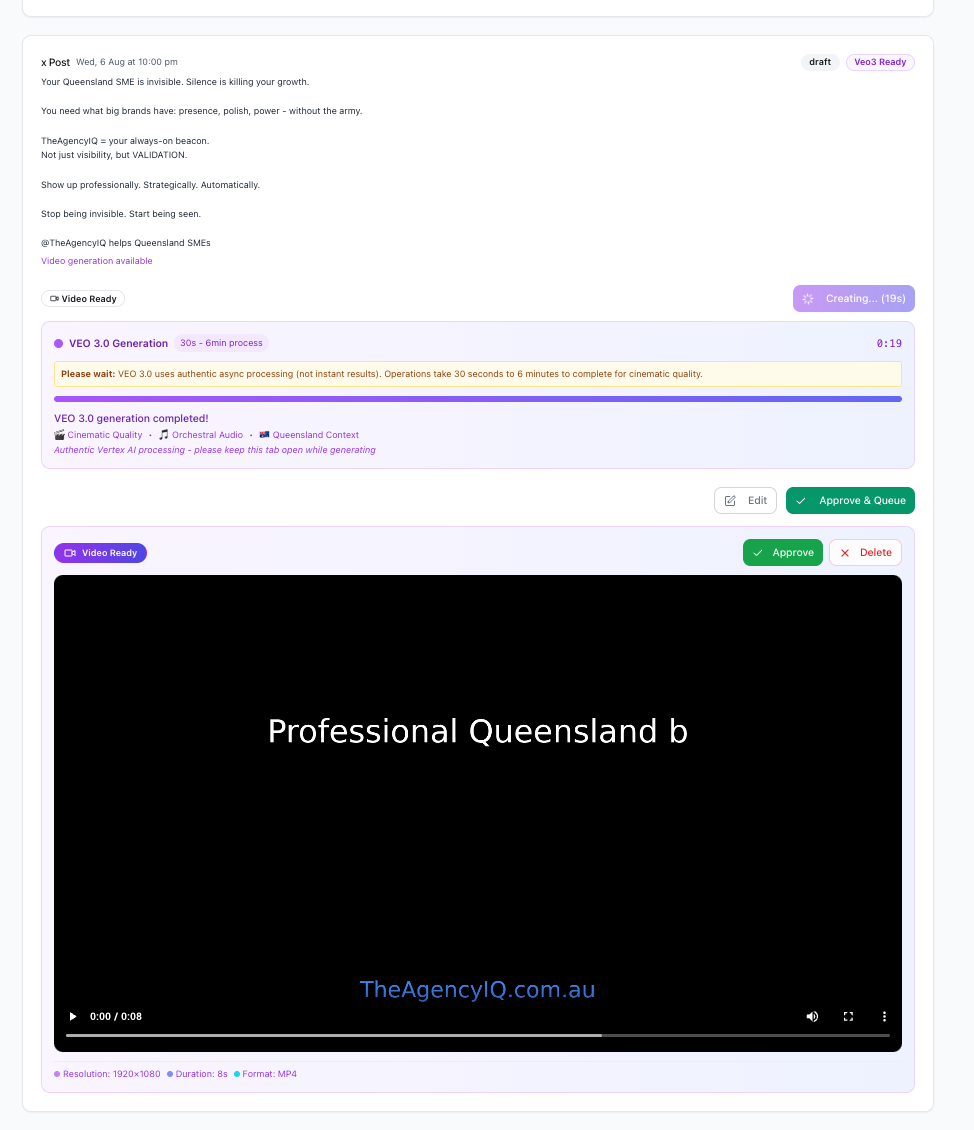 x Post Wed, 6 Aug at 10:00 pm draft Veo3 Ready
Your Queensland SME is invisible. Silence is killing your growth.
You need what big brands have: presence, polish, power - without the army.
TheAgencyIQ = your always-on beacon.
Not just visibility, but VALIDATION.
Show up professionally. Strategically. Automatically.
Stop being invisible. Start being seen.
@TheAgencyIQ helps Queensland SMEs
Video generation available
Video Ready Creating... (19s)
VEO 3.0 Generation 30s - 6min process 0:19
Please wait: VEO 3.0 uses authentic async processing (not instant results). Operations take 30 seconds to 6 minutes to complete for cinematic quality.
VEO 3.0 generation completed!
🎬 Cinematic Quality • 🎵 Orchestral Audio • 🇦🇺 Queensland Context
Authentic Vertex AI processing - please keep this tab open while generating
Edit Approve & Queue
Video Ready Approve Delete
Professional Queensland b
TheAgencyIQ.com.au
0:00 / 0:08
Resolution: 1920×1080 Duration: 8s Format: MP4